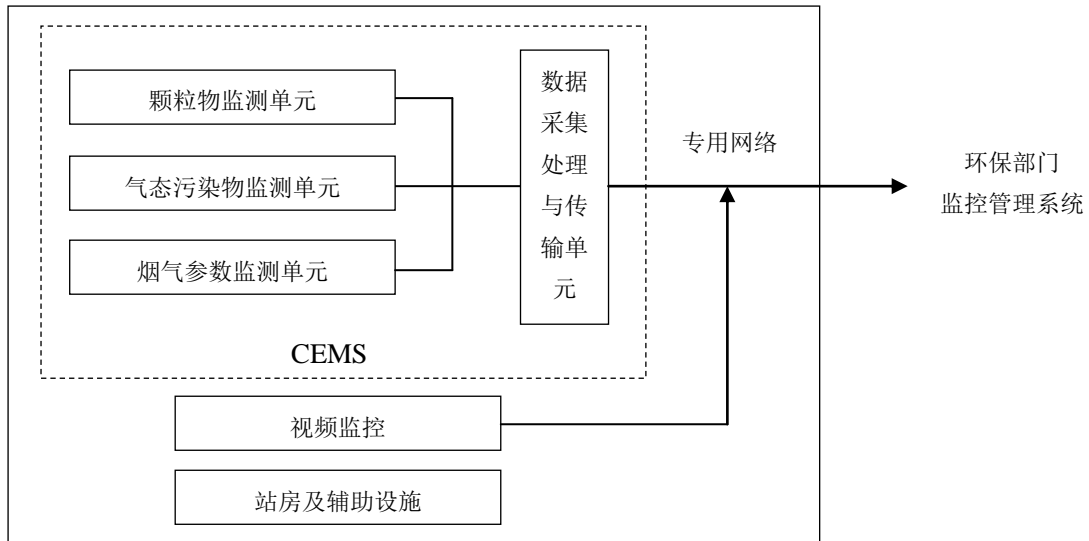 颗粒物监测单元
气态污染物监测单元
烟气参数监测单元
数据
采集
处理
与传
输单
元
CEMS
专用网络
环保部门
监控管理系统
视频监控
站房及辅助设施